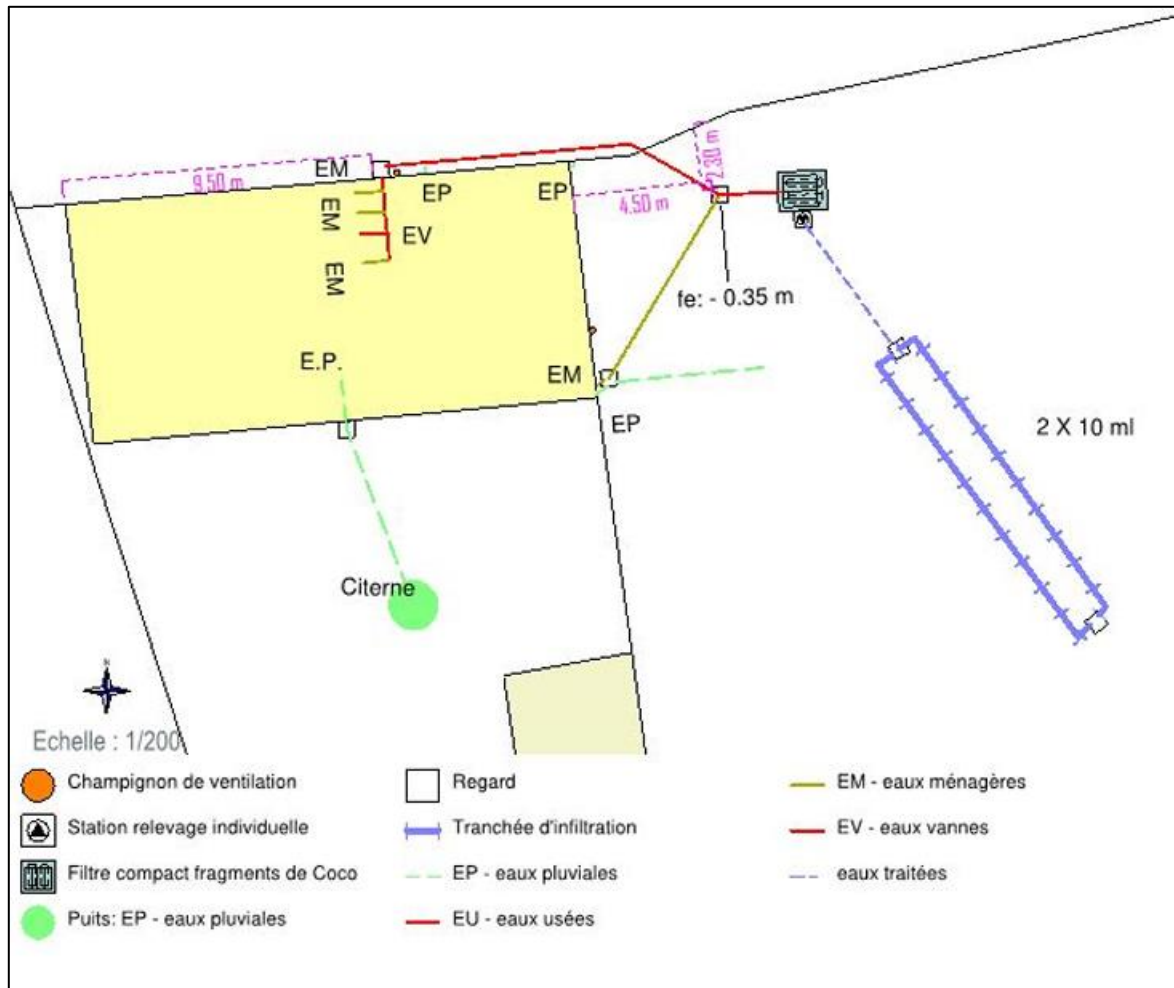 2.30 m
9.50 m
EM
EP
EP
4.50 m
EM
EV
EM
fe: - 0.35 m
E.P.
EM
EP
2 X 10 ml
Citerne
N
Echelle : 1/200
Champignon de ventilation
Regard
EM - eaux ménagères
Station relevage individuelle
Tranchée d'infiltration
EV - eaux vannes
Filtre compact fragments de Coco
EP - eaux pluviales
eaux traitées
Puits: EP - eaux pluviales
EU - eaux usées